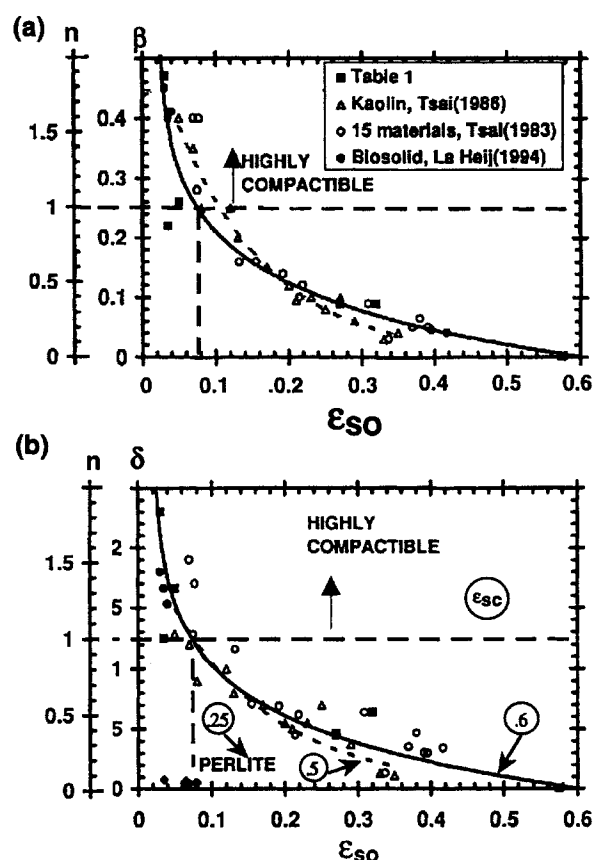 (a) n β
■ Table 1
△ Kaolin, Tsai(1986)
○ 15 materials, Tsai(1983)
● Biosolid, La Heij(1994)
0.4
1.5
HIGHLY
COMPACTIBLE
0.3
1
0.2
0.5
0.1
0 0
0 0.1 .0.2 0.3 0.4 0.5 0.6
εso
(b) n δ
HIGHLY
COMPACTIBLE
2
1.5
εsc
5
1
1
.25
.6
0.5 5
PERLITE
.5
0 0
0.1 0.2 0.3 0.4 0.5 0.6
εso